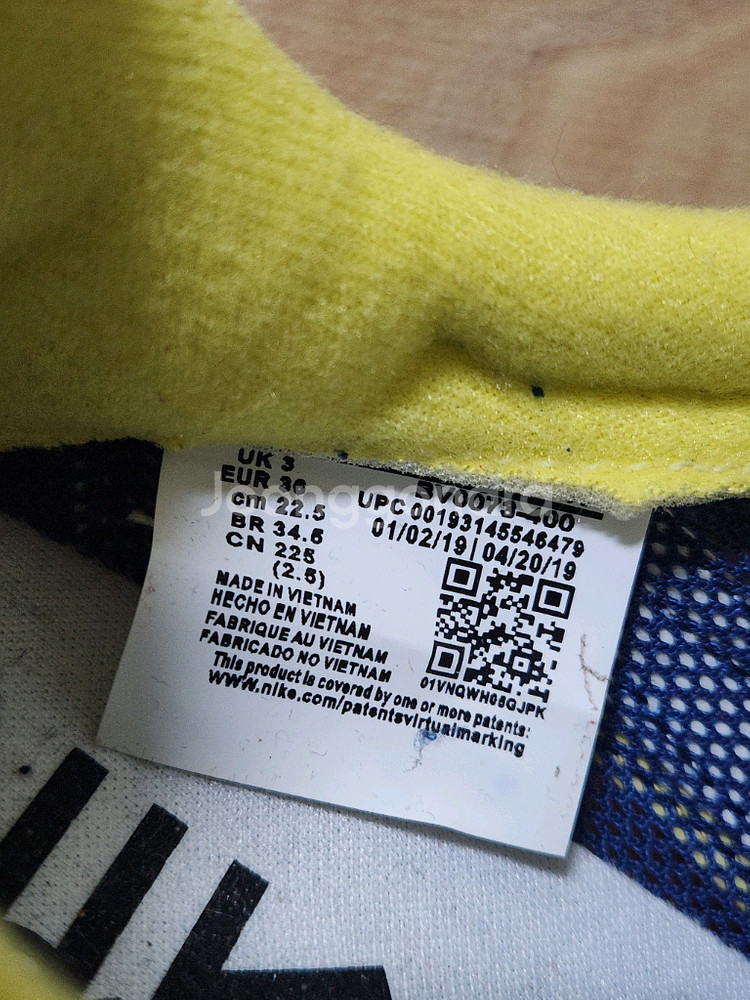 UK 3
EUR 36
cm 22.5
BR 34.5
CN 225
(2.5)
UPC 00193145546479
01/02/19 | 04/20/19
MADE IN VIETNAM
HECHO EN VIETNAM
FABRIQUE AU VIETNAM
FABRICADO NO VIETNAM
This product is covered by one or more patents:
www.nike.com/patentsvirtualmarking
01VNQWH08GJPK
Joonggonara